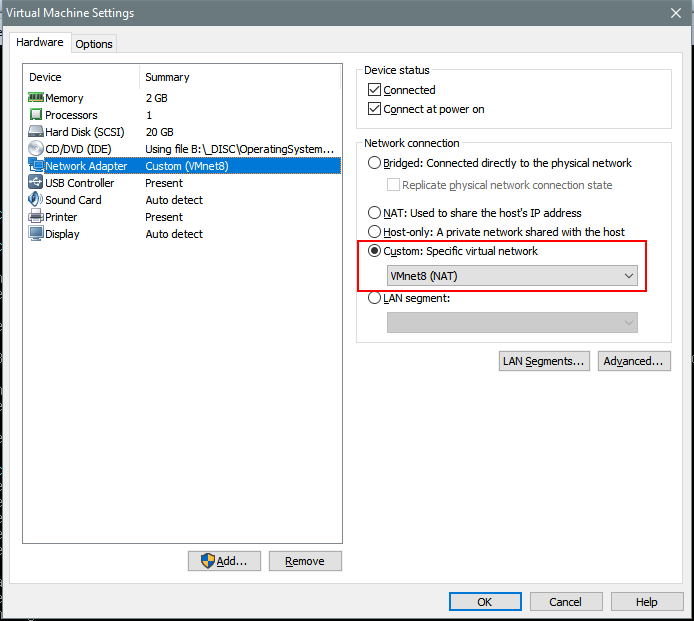 Virtual Machine Settings
Hardware
Options
Device Summary
Memory 2 GB
Processors 1
Hard Disk (SCSI) 20 GB
CD/DVD (IDE) Using file B:\_DISC\OperatingSystem...
Network Adapter Custom (VMnet8)
USB Controller Present
Sound Card Auto detect
Printer Present
Display Auto detect
Add...
Remove
Device status
Connected
Connect at power on
Network connection
Bridged: Connected directly to the physical network
Replicate physical network connection state
NAT: Used to share the host's IP address
Host-only: A private network shared with the host
Custom: Specific virtual network
VMnet8 (NAT)
LAN segment:
LAN Segments...
Advanced...
OK
Cancel
Help